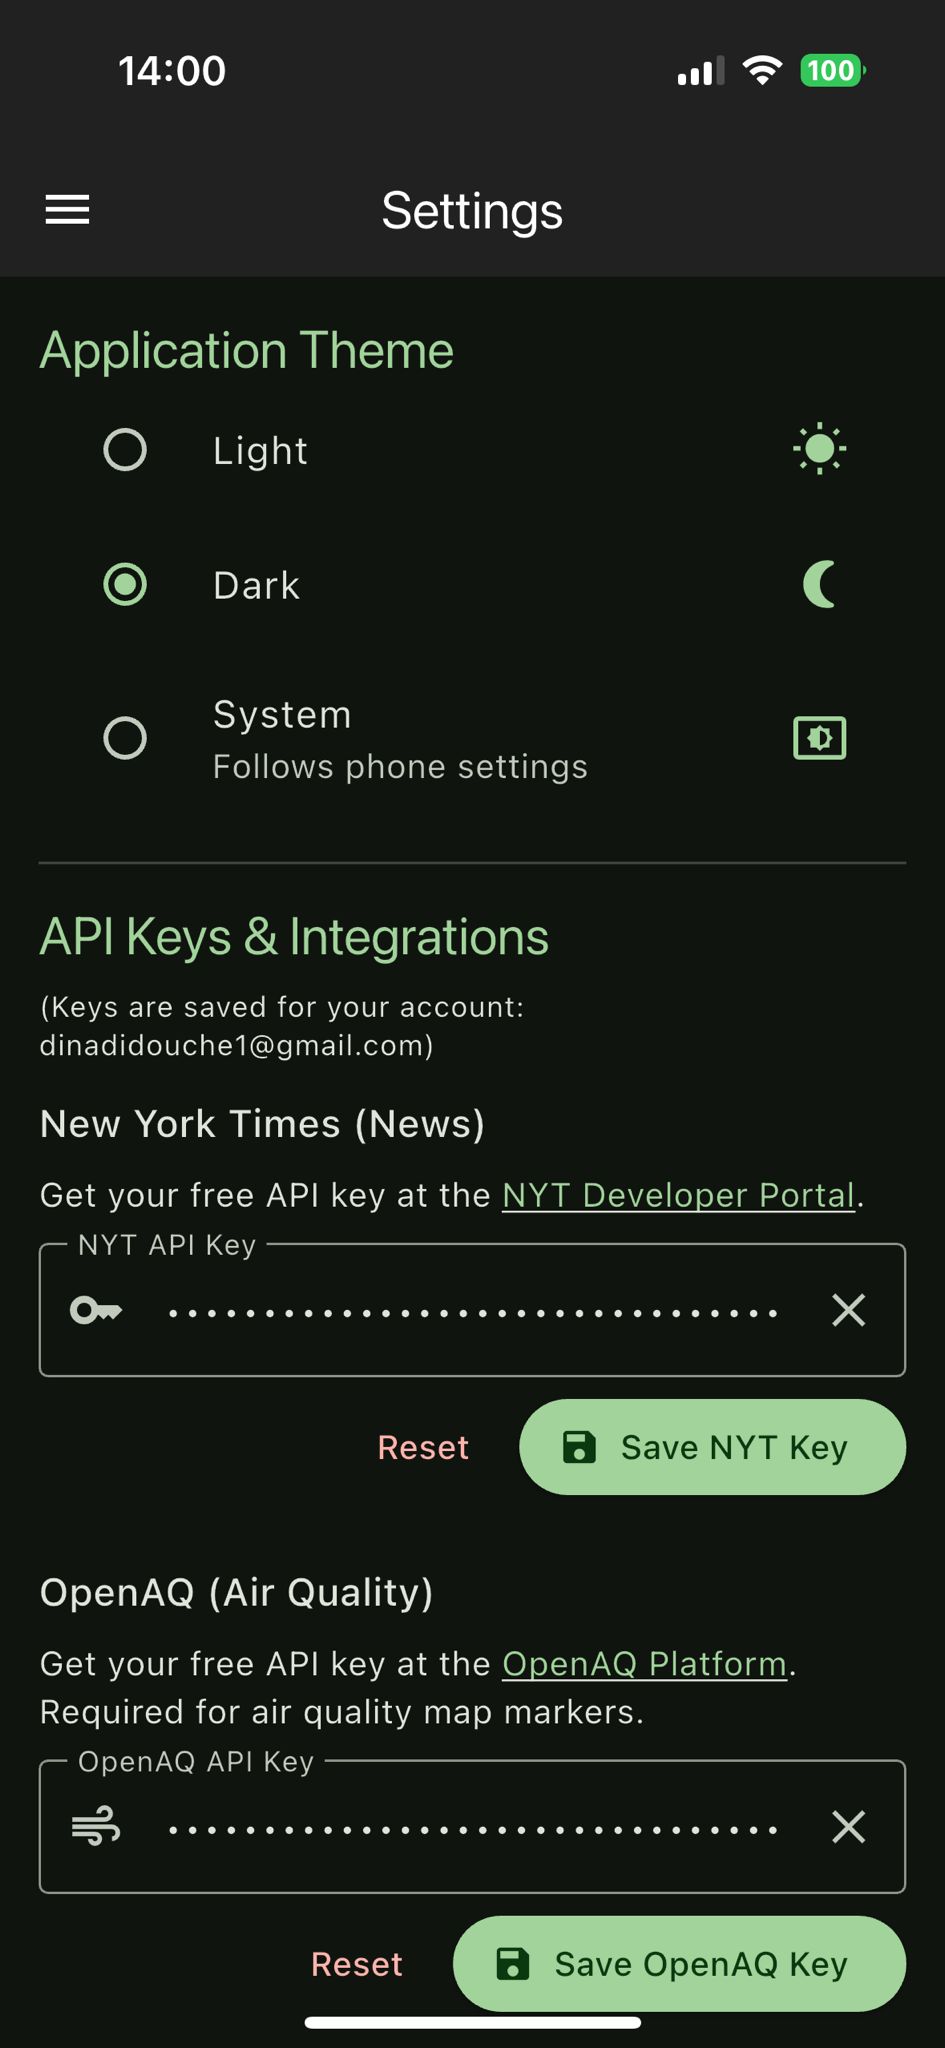 14:00
100
Settings
Application Theme
Light
Dark
System
Follows phone settings
API Keys & Integrations
(Keys are saved for your account:
dinadidouche1@gmail.com)
New York Times (News)
Get your free API key at the NYT Developer Portal.
NYT API Key
••••••••••••••••••••••••••••••••
Reset
Save NYT Key
OpenAQ (Air Quality)
Get your free API key at the OpenAQ Platform.
Required for air quality map markers.
OpenAQ API Key
••••••••••••••••••••••••••••••••
Reset
Save OpenAQ Key